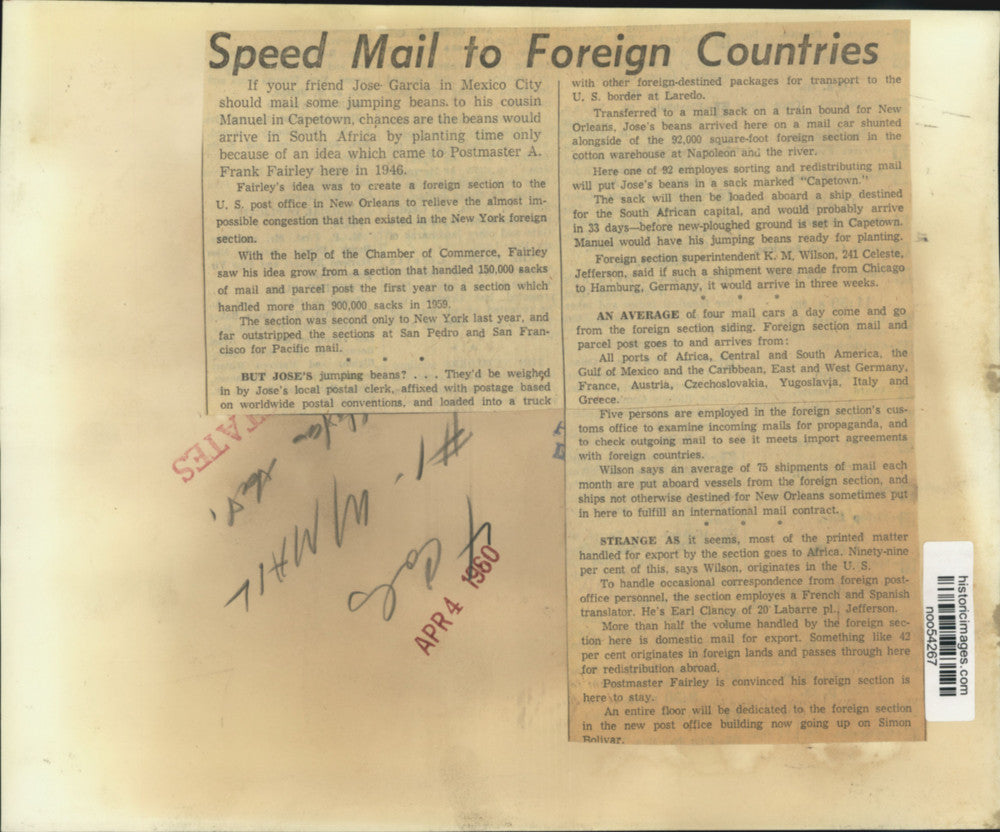 Speed Mail to Foreign Countries
If your friend Jose Garcia in Mexico City
should mail some jumping beans. to his cousin
Manuel in Capetown, chances are the beans would
arrive in South Africa by planting time only
because of an idea which came to Postmaster A.
Frank Fairley here in 1946.
Fairley's idea was to create a foreign section to the
U. S. post office in New Orleans to relieve the almost im-
possible congestion that then existed in the New York foreign
section.
With the help of the Chamber of Commerce, Fairley
saw his idea grow from a section that handled 150,000 sacks
of mail and parcel post the first year to a section which
handled more than 900,000 sacks in 1959.
The section was second only to New York last year, and
far outstripped the sections at San Pedro and San Fran-
cisco for Pacific mail.
* * *
BUT JOSE'S jumping beans? . . . They'd be weighed
in by Jose's local postal clerk, affixed with postage based
on worldwide postal conventions, and loaded into a truck
with other foreign-destined packages for transport to the
U. S. border at Laredo.
Transferred to a mail sack on a train bound for New
Orleans, Jose's beans arrived here on a mail car shunted
alongside of the 92,000 square-foot foreign section in the
cotton warehouse at Napoleon and the river.
Here one of 92 employes sorting and redistributing mail
will put Jose's beans in a sack marked "Capetown."
The sack will then be loaded aboard a ship destined
for the South African capital, and would probably arrive
in 33 days—before new-ploughed ground is set in Capetown.
Manuel would have his jumping beans ready for planting.
Foreign section superintendent K. M. Wilson, 241 Celeste,
Jefferson, said if such a shipment were made from Chicago
to Hamburg, Germany, it would arrive in three weeks.
* * *
AN AVERAGE of four mail cars a day come and go
from the foreign section siding. Foreign section mail and
parcel post goes to and arrives from:
All ports of Africa, Central and South America, the
Gulf of Mexico and the Caribbean, East and West Germany,
France, Austria, Czechoslovakia, Yugoslavia, Italy and
Greece.
Five persons are employed in the foreign section's cus-
toms office to examine incoming mails for propaganda, and
to check outgoing mail to see it meets import agreements
with foreign countries.
Wilson says an average of 75 shipments of mail each
month are put aboard vessels from the foreign section, and
ships not otherwise destined for New Orleans sometimes put
in here to fulfill an international mail contract.
* * *
STRANGE AS it seems, most of the printed matter
handled for export by the section goes to Africa. Ninety-nine
per cent of this, says Wilson, originates in the U. S.
To handle occasional correspondence from foreign post-
office personnel, the section employes a French and Spanish
translator. He's Earl Clancy of 20 Labarre pl., Jefferson.
More than half the volume handled by the foreign sec-
tion here is domestic mail for export. Something like 42
per cent originates in foreign lands and passes through here
for redistribution abroad.
Postmaster Fairley is convinced his foreign section is
here to stay.
An entire floor will be dedicated to the foreign section
in the new post office building now going up on Simon
Bolivar.
STATES
#1
W/MAIL
4 Col
APR 4 1960
historicimages.com
noo54267